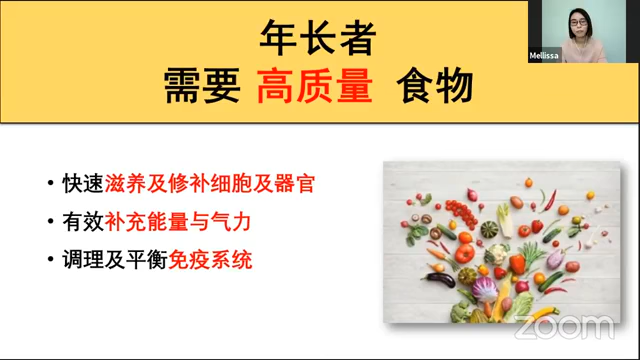 年长者
需要 高质量 食物
Mellissa
• 快速滋养及修补细胞及器官
• 有效补充能量与气力
• 调理及平衡免疫系统
zoom